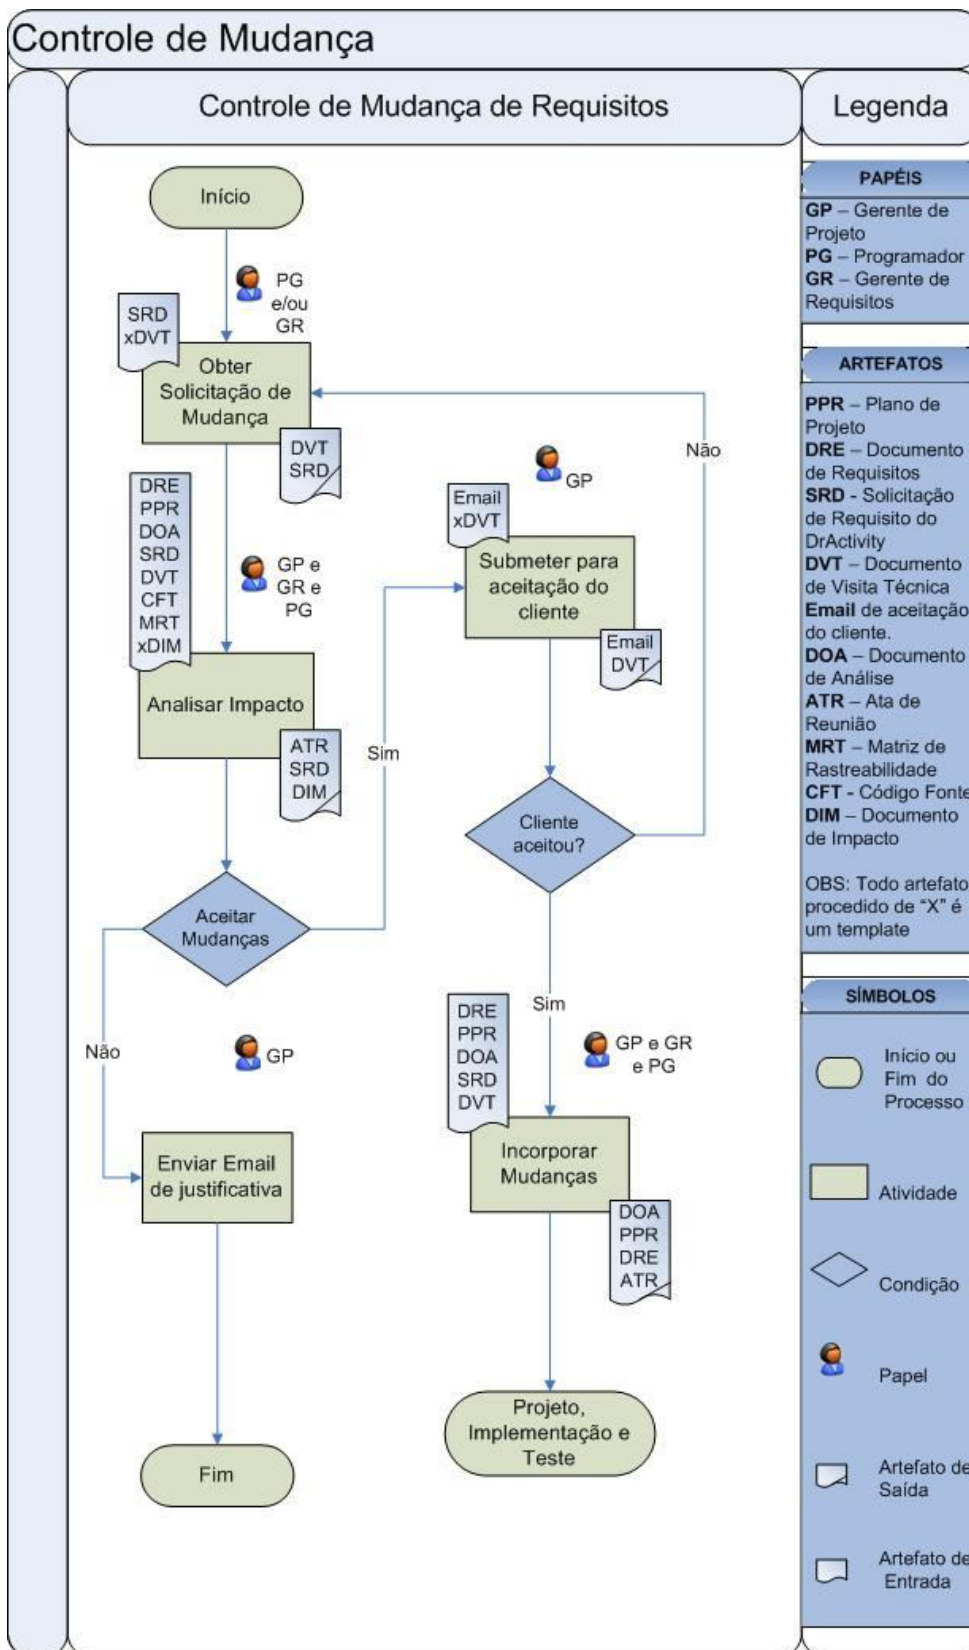 Controle de Mudança
Controle de Mudança de Requisitos
Início
PG
e/ou
GR
SRD
xDVT
Obter
Solicitação de
Mudança
DVT
SRD
DRE
PPR
DOA
SRD
DVT
CFT
MRT
xDIM
GP e
GR e
PG
Analisar Impacto
ATR
SRD
DIM
Aceitar
Mudanças
Sim
Não
GP
Enviar Email
de justificativa
Fim
GP
Email
xDVT
Submeter para
aceitação do
cliente
Email
DVT
Cliente
aceitou?
Não
Sim
DRE
PPR
DOA
SRD
DVT
GP e GR
e PG
Incorporar
Mudanças
DOA
PPR
DRE
ATR
Projeto,
Implementação e
Teste
Legenda
PAPÉIS
GP – Gerente de
Projeto
PG – Programador
GR – Gerente de
Requisitos
ARTEFATOS
PPR – Plano de
Projeto
DRE – Documento
de Requisitos
SRD - Solicitação
de Requisito do
DrActivity
DVT – Documento
de Visita Técnica
Email de aceitação
do cliente.
DOA – Documento
de Análise
ATR – Ata de
Reunião
MRT – Matriz de
Rastreabilidade
CFT - Código Fonte
DIM – Documento
de Impacto
OBS: Todo artefato
procedido de “X” é
um template
SÍMBOLOS
Início ou
Fim do
Processo
Atividade
Condição
Papel
Artefato de
Saída
Artefato de
Entrada